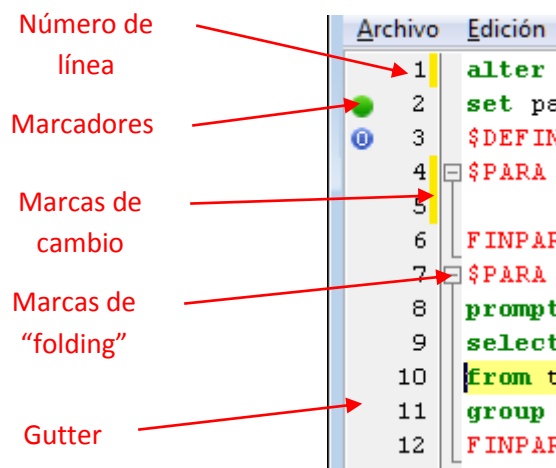 Número de
línea
Marcadores
Marcas de
cambio
Marcas de
“folding”
Gutter
Archivo Edición
1 alter
2 set pa
0 3 $DEFIN
4 $PARA
5
6 FINPAR
7 $PARA
8 prompt
9 select
10 from t
11 group
12 FINPAR